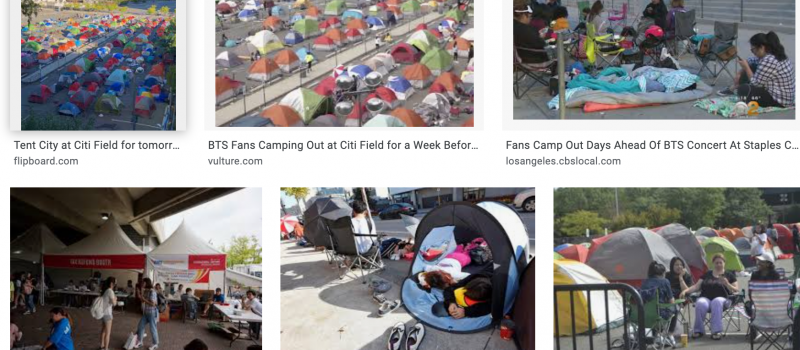 Tent City at Citi Field for tomorr...
flipboard.com
BTS Fans Camping Out at Citi Field for a Week Befor...
vulture.com
Fans Camp Out Days Ahead Of BTS Concert At Staples C...
losangeles.cbslocal.com